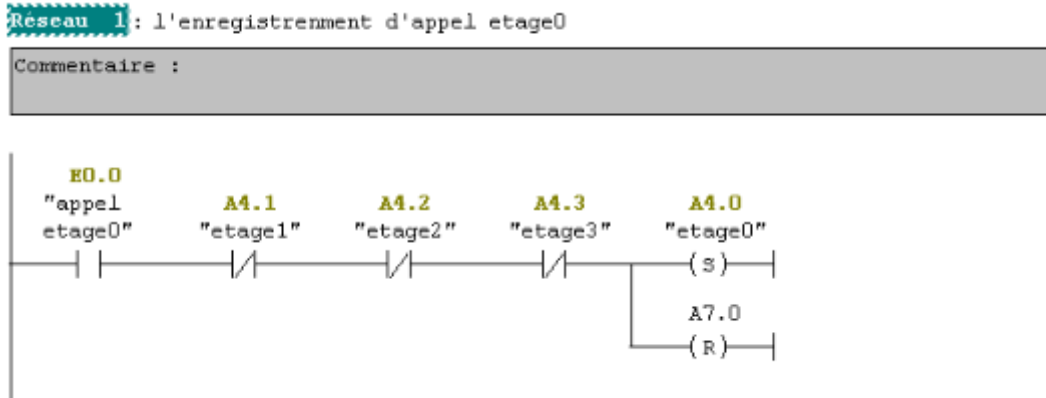 Réseau 1 : l'enregistrenment d'appel etage0
Commentaire :
E0.0
"appel etage0"
A4.1
"etage1"
A4.2
"etage2"
A4.3
"etage3"
A4.0
"etage0"
S
A7.0
R